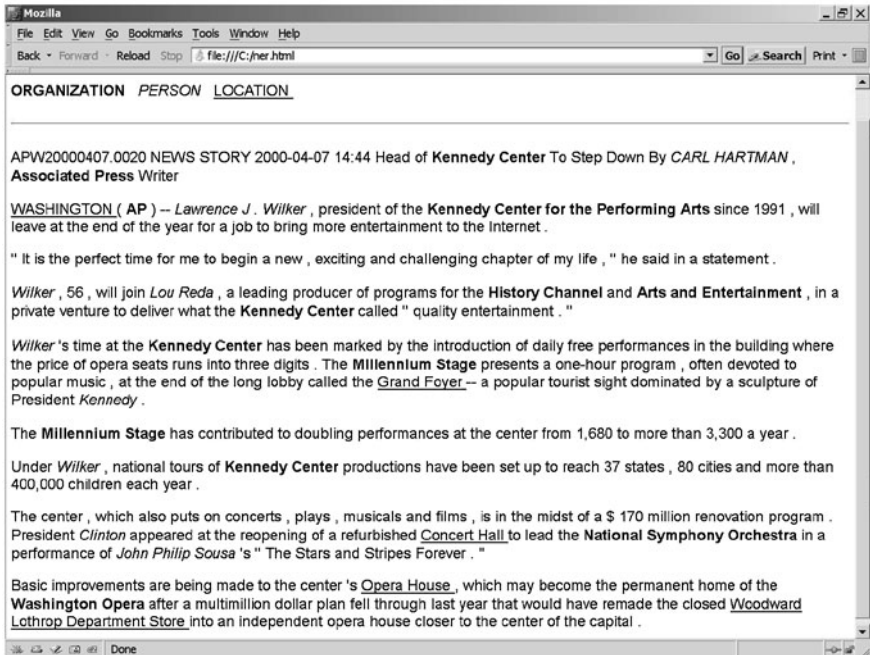 Mozilla
File Edit View Go Bookmarks Tools Window Help
Back Forward Reload Stop file:///C:/ner.html Go Search Print
ORGANIZATION PERSON LOCATION
APW20000407.0020 NEWS STORY 2000-04-07 14:44 Head of Kennedy Center To Step Down By CARL HARTMAN ,
Associated Press Writer
WASHINGTON ( AP ) -- Lawrence J . Wilker , president of the Kennedy Center for the Performing Arts since 1991 , will
leave at the end of the year for a job to bring more entertainment to the Internet .
" It is the perfect time for me to begin a new , exciting and challenging chapter of my life , " he said in a statement .
Wilker , 56 , will join Lou Reda , a leading producer of programs for the History Channel and Arts and Entertainment , in a
private venture to deliver what the Kennedy Center called " quality entertainment . "
Wilker 's time at the Kennedy Center has been marked by the introduction of daily free performances in the building where
the price of opera seats runs into three digits . The Millennium Stage presents a one-hour program , often devoted to
popular music , at the end of the long lobby called the Grand Foyer -- a popular tourist sight dominated by a sculpture of
President Kennedy .
The Millennium Stage has contributed to doubling performances at the center from 1,680 to more than 3,300 a year .
Under Wilker , national tours of Kennedy Center productions have been set up to reach 37 states , 80 cities and more than
400,000 children each year .
The center , which also puts on concerts , plays , musicals and films , is in the midst of a $ 170 million renovation program .
President Clinton appeared at the reopening of a refurbished Concert Hall to lead the National Symphony Orchestra in a
performance of John Philip Sousa 's " The Stars and Stripes Forever . "
Basic improvements are being made to the center 's Opera House , which may become the permanent home of the
Washington Opera after a multimillion dollar plan fell through last year that would have remade the closed Woodward
Lothrop Department Store into an independent opera house closer to the center of the capital .
Done